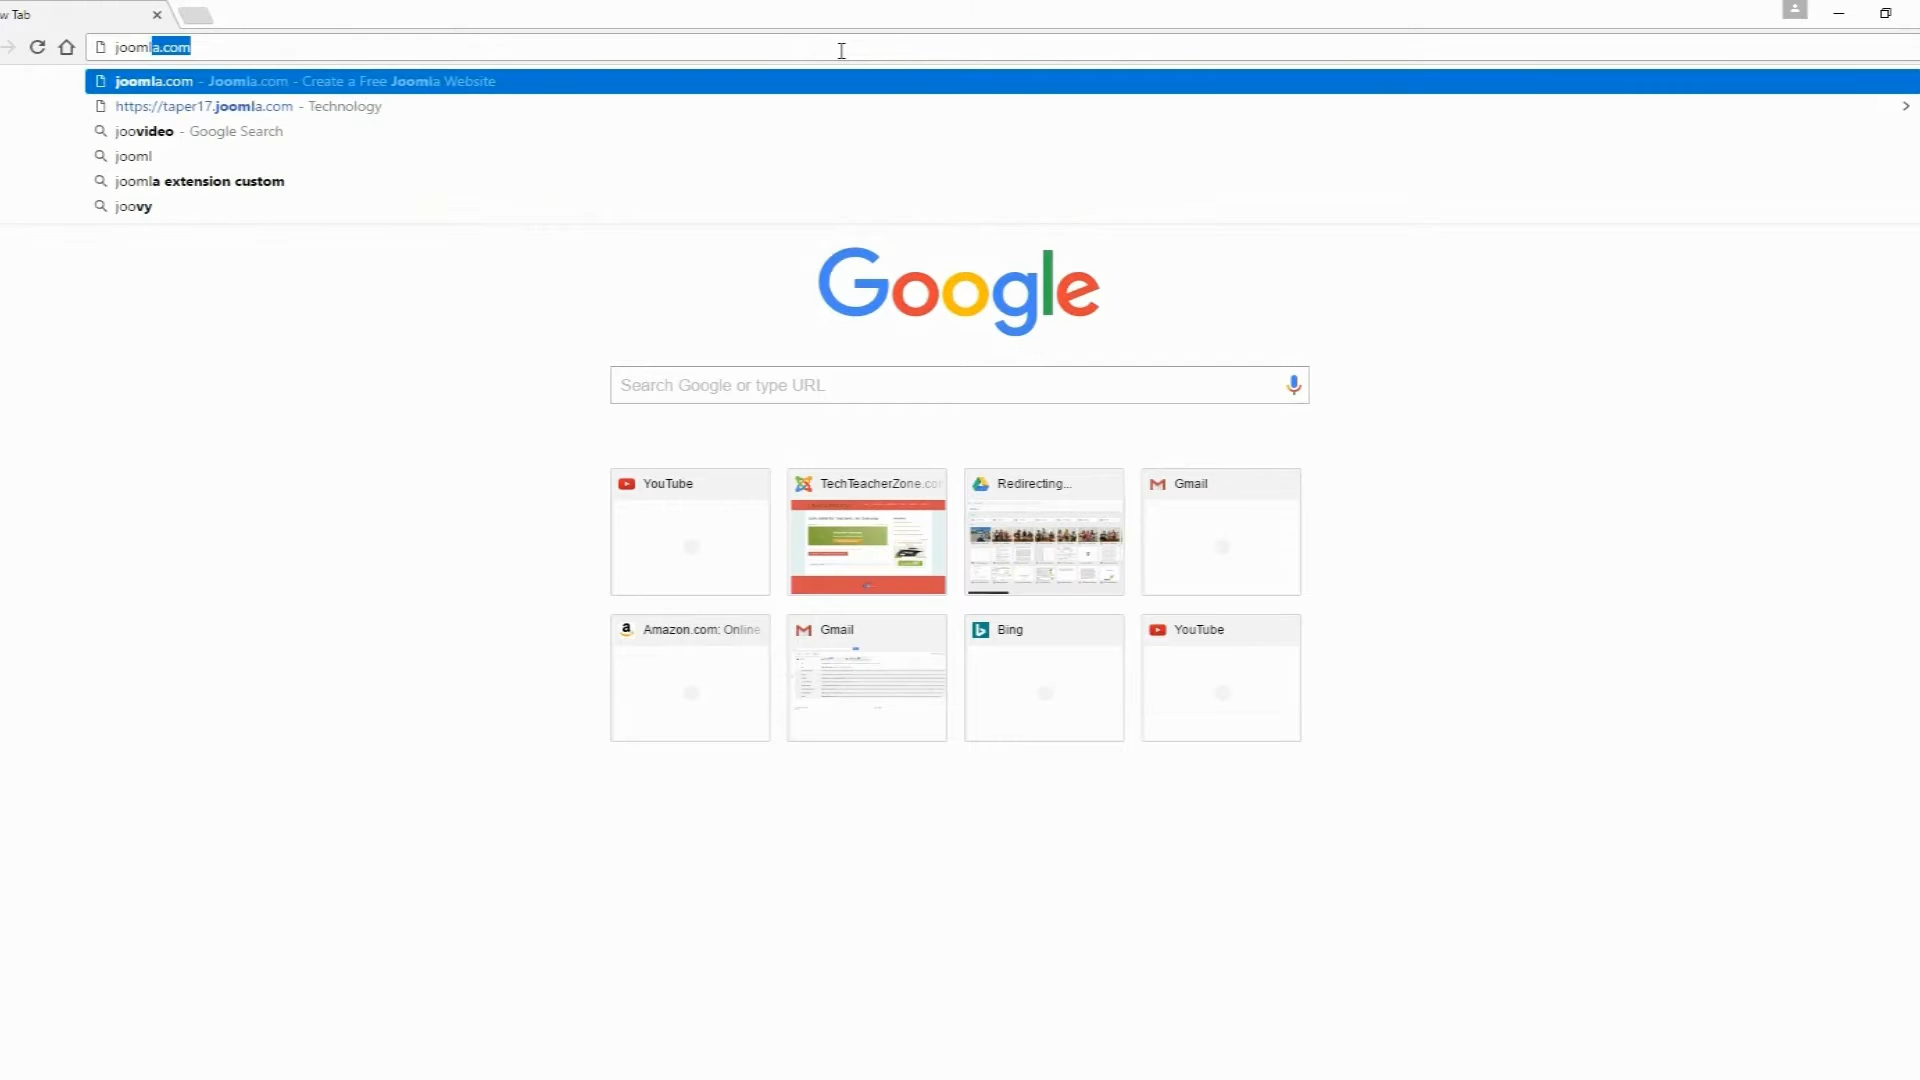 w Tab
joomla.com
joomla.com - Joomla.com - Create a Free Joomla Website
https://taper17.joomla.com - Technology
joovideo - Google Search
jooml
joomla extension custom
joovy
Google
Search Google or type URL
YouTube
TechTeacherZone.co
Redirecting...
Gmail
Amazon.com: Online
Gmail
Bing
YouTube